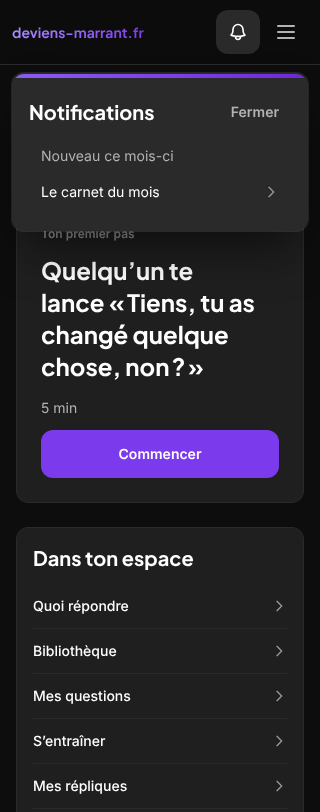 deviens-marrant.fr
Notifications
Fermer
Nouveau ce mois-ci
Le carnet du mois
Ton premier pas
Quelqu’un te
lance « Tiens, tu as
changé quelque
chose, non ? »
5 min
Commencer
Dans ton espace
Quoi répondre
Bibliothèque
Mes questions
S’entraîner
Mes répliques